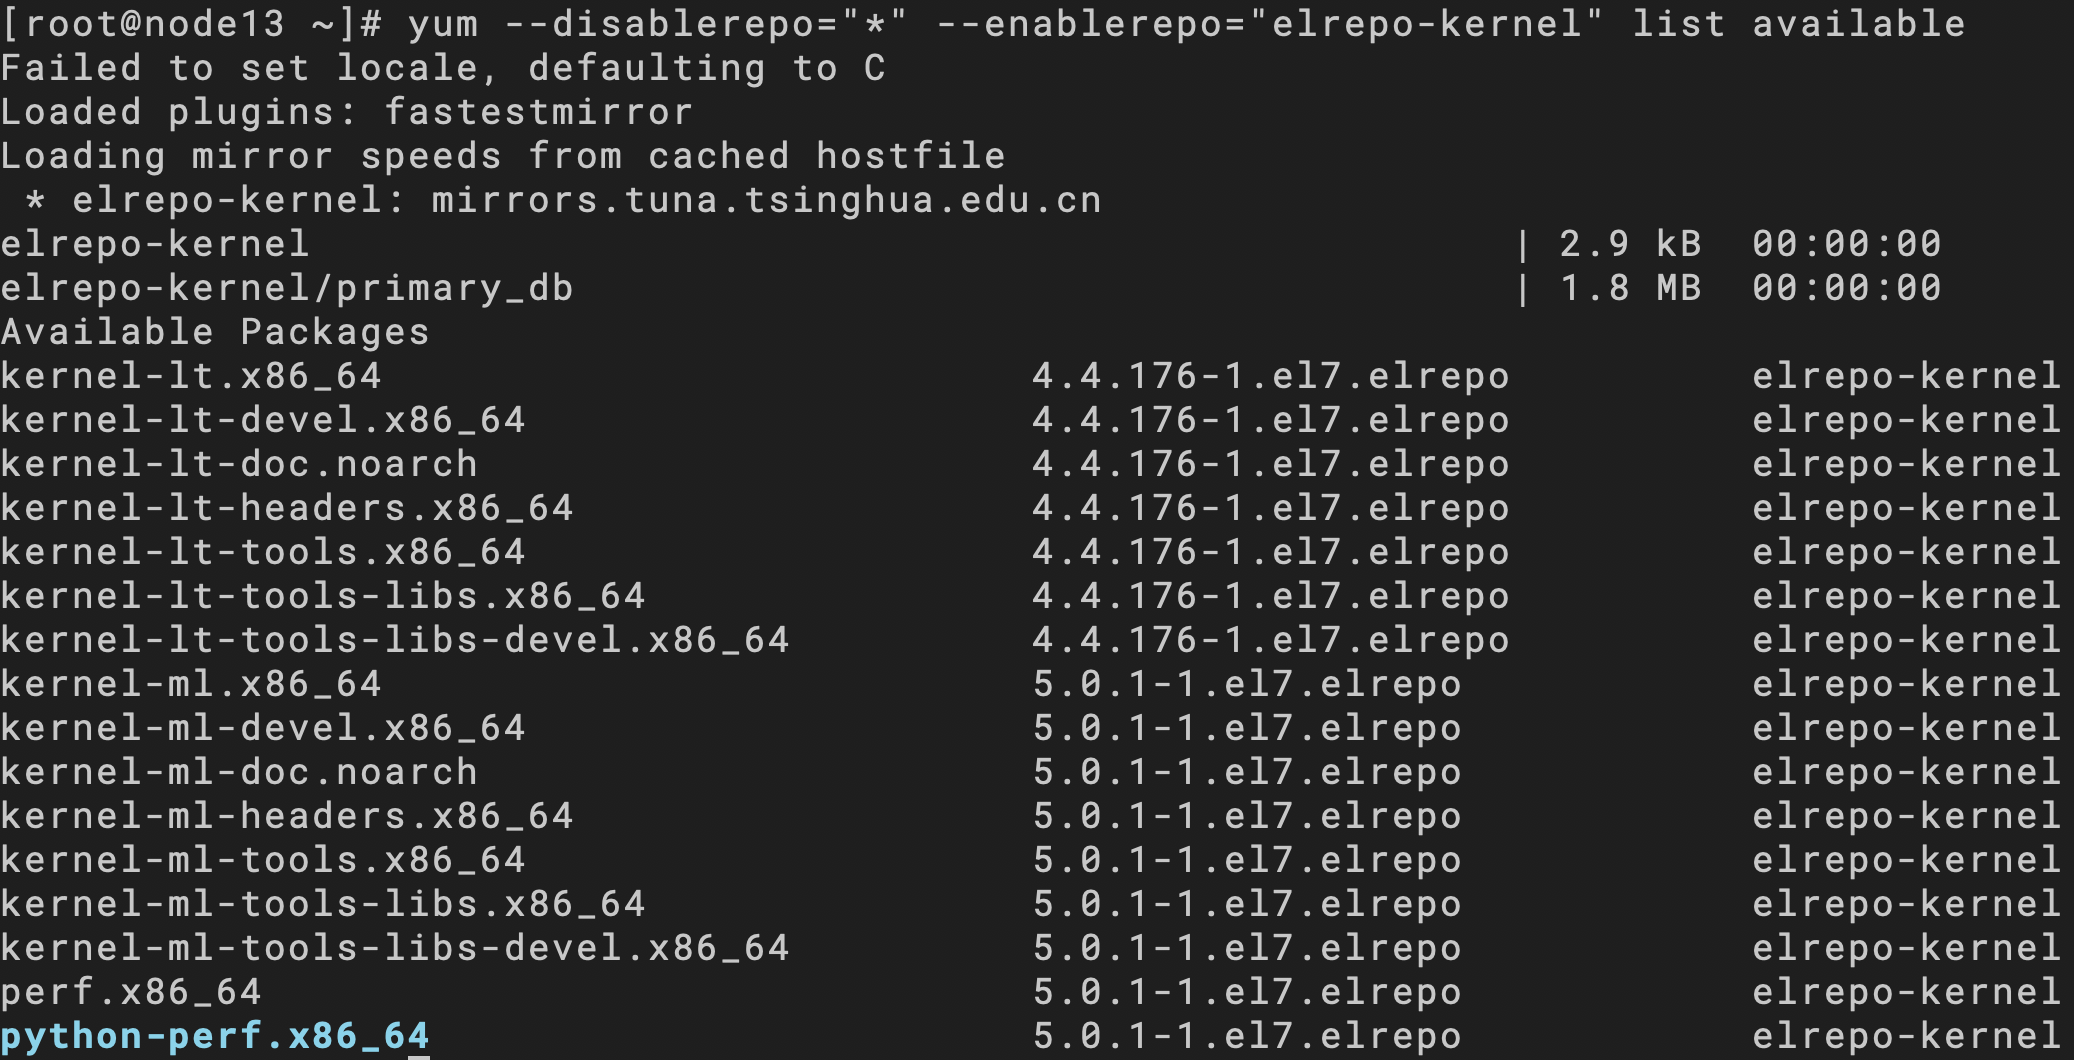 [root@node13 ~]# yum --disablerepo="*" --enablerepo="elrepo-kernel" list available
Failed to set locale, defaulting to C
Loaded plugins: fastestmirror
Loading mirror speeds from cached hostfile
 * elrepo-kernel: mirrors.tuna.tsinghua.edu.cn
elrepo-kernel | 2.9 kB 00:00:00
elrepo-kernel/primary_db | 1.8 MB 00:00:00
Available Packages
kernel-lt.x86_64 4.4.176-1.el7.elrepo elrepo-kernel
kernel-lt-devel.x86_64 4.4.176-1.el7.elrepo elrepo-kernel
kernel-lt-doc.noarch 4.4.176-1.el7.elrepo elrepo-kernel
kernel-lt-headers.x86_64 4.4.176-1.el7.elrepo elrepo-kernel
kernel-lt-tools.x86_64 4.4.176-1.el7.elrepo elrepo-kernel
kernel-lt-tools-libs.x86_64 4.4.176-1.el7.elrepo elrepo-kernel
kernel-lt-tools-libs-devel.x86_64 4.4.176-1.el7.elrepo elrepo-kernel
kernel-ml.x86_64 5.0.1-1.el7.elrepo elrepo-kernel
kernel-ml-devel.x86_64 5.0.1-1.el7.elrepo elrepo-kernel
kernel-ml-doc.noarch 5.0.1-1.el7.elrepo elrepo-kernel
kernel-ml-headers.x86_64 5.0.1-1.el7.elrepo elrepo-kernel
kernel-ml-tools.x86_64 5.0.1-1.el7.elrepo elrepo-kernel
kernel-ml-tools-libs.x86_64 5.0.1-1.el7.elrepo elrepo-kernel
kernel-ml-tools-libs-devel.x86_64 5.0.1-1.el7.elrepo elrepo-kernel
perf.x86_64 5.0.1-1.el7.elrepo elrepo-kernel
python-perf.x86_64 5.0.1-1.el7.elrepo elrepo-kernel